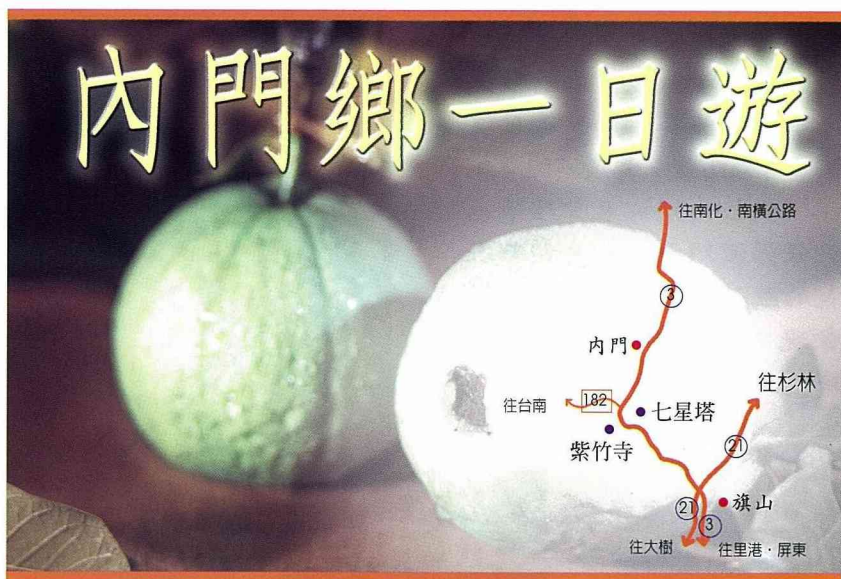 內門鄉一日遊
往南化·南橫公路
3
內門
往杉林
往台南
182
七星塔
紫竹寺
21
21
旗山
3
往大樹
往里港·屏東